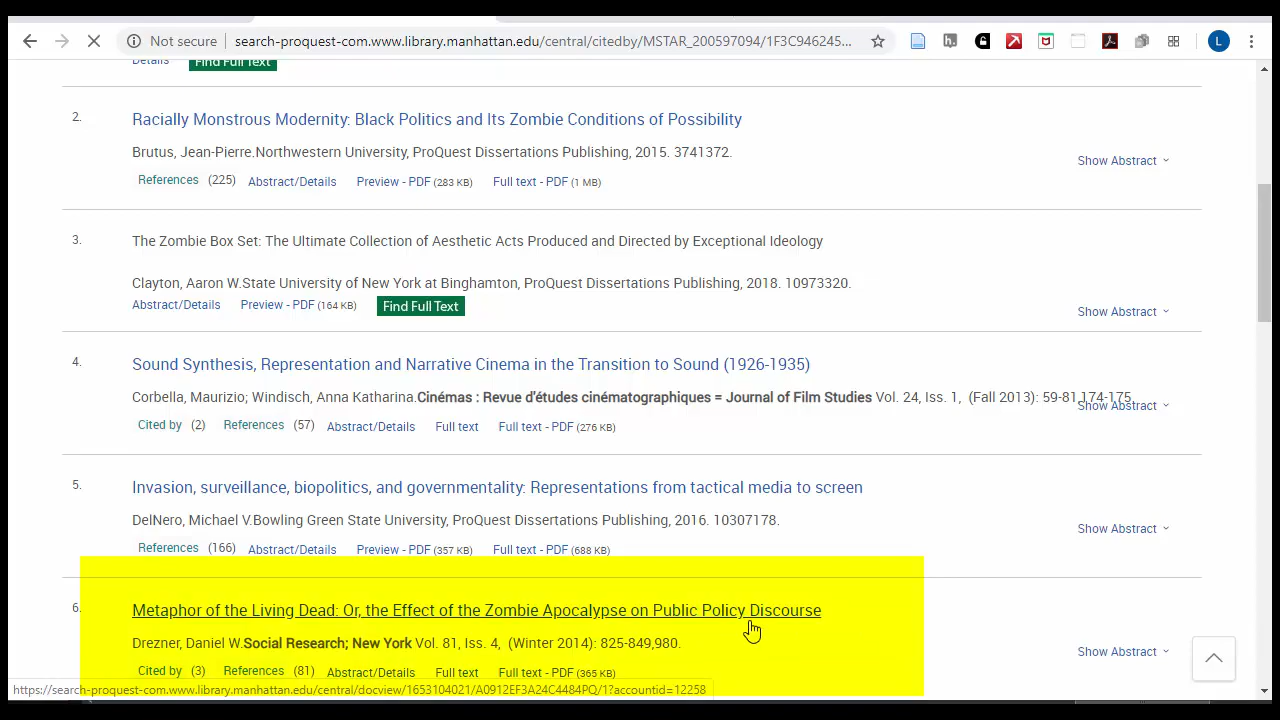 Not secure search-proquest-com.www.library.manhattan.edu/central/citedby/MSTAR_200597094/1F3C946245... L
Details Find Full Text
2. Racially Monstrous Modernity: Black Politics and Its Zombie Conditions of Possibility
Brutus, Jean-Pierre.Northwestern University, ProQuest Dissertations Publishing, 2015. 3741372.
Show Abstract
References (225) Abstract/Details Preview - PDF (283 KB) Full text - PDF (1 MB)
3. The Zombie Box Set: The Ultimate Collection of Aesthetic Acts Produced and Directed by Exceptional Ideology
Clayton, Aaron W.State University of New York at Binghamton, ProQuest Dissertations Publishing, 2018. 10973320.
Abstract/Details Preview - PDF (164 KB) Find Full Text
Show Abstract
4. Sound Synthesis, Representation and Narrative Cinema in the Transition to Sound (1926-1935)
Corbella, Maurizio; Windisch, Anna Katharina.Cinémas : Revue d'études cinématographiques = Journal of Film Studies Vol. 24, Iss. 1, (Fall 2013): 59-81,174-175.
Show Abstract
Cited by (2) References (57) Abstract/Details Full text Full text - PDF (276 KB)
5. Invasion, surveillance, biopolitics, and governmentality: Representations from tactical media to screen
DelNero, Michael V.Bowling Green State University, ProQuest Dissertations Publishing, 2016. 10307178.
Show Abstract
References (166) Abstract/Details Preview - PDF (357 KB) Full text - PDF (688 KB)
6. Metaphor of the Living Dead: Or, the Effect of the Zombie Apocalypse on Public Policy Discourse
Drezner, Daniel W.Social Research; New York Vol. 81, Iss. 4, (Winter 2014): 825-849,980.
Show Abstract
Cited by (3) References (81) Abstract/Details Full text Full text - PDF (365 KB)
https://search-proquest-com.www.library.manhattan.edu/central/docview/1653104021/A0912EF3A24C4484PQ/1?accountid=12258